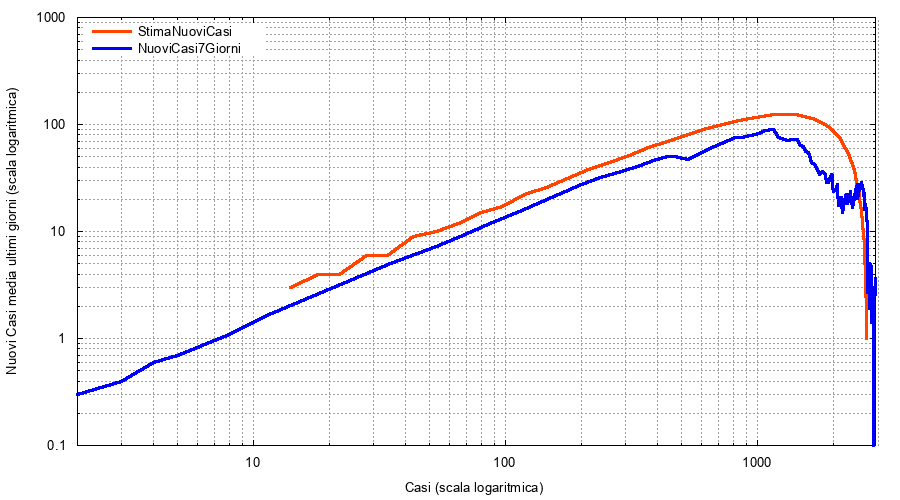 1000
StimaNuoviCasi
NuoviCasi7Giorni
100
10
1
0.1
10
100
1000
Nuovi Casi media ultimi giorni (scala logaritmica)
Casi (scala logaritmica)